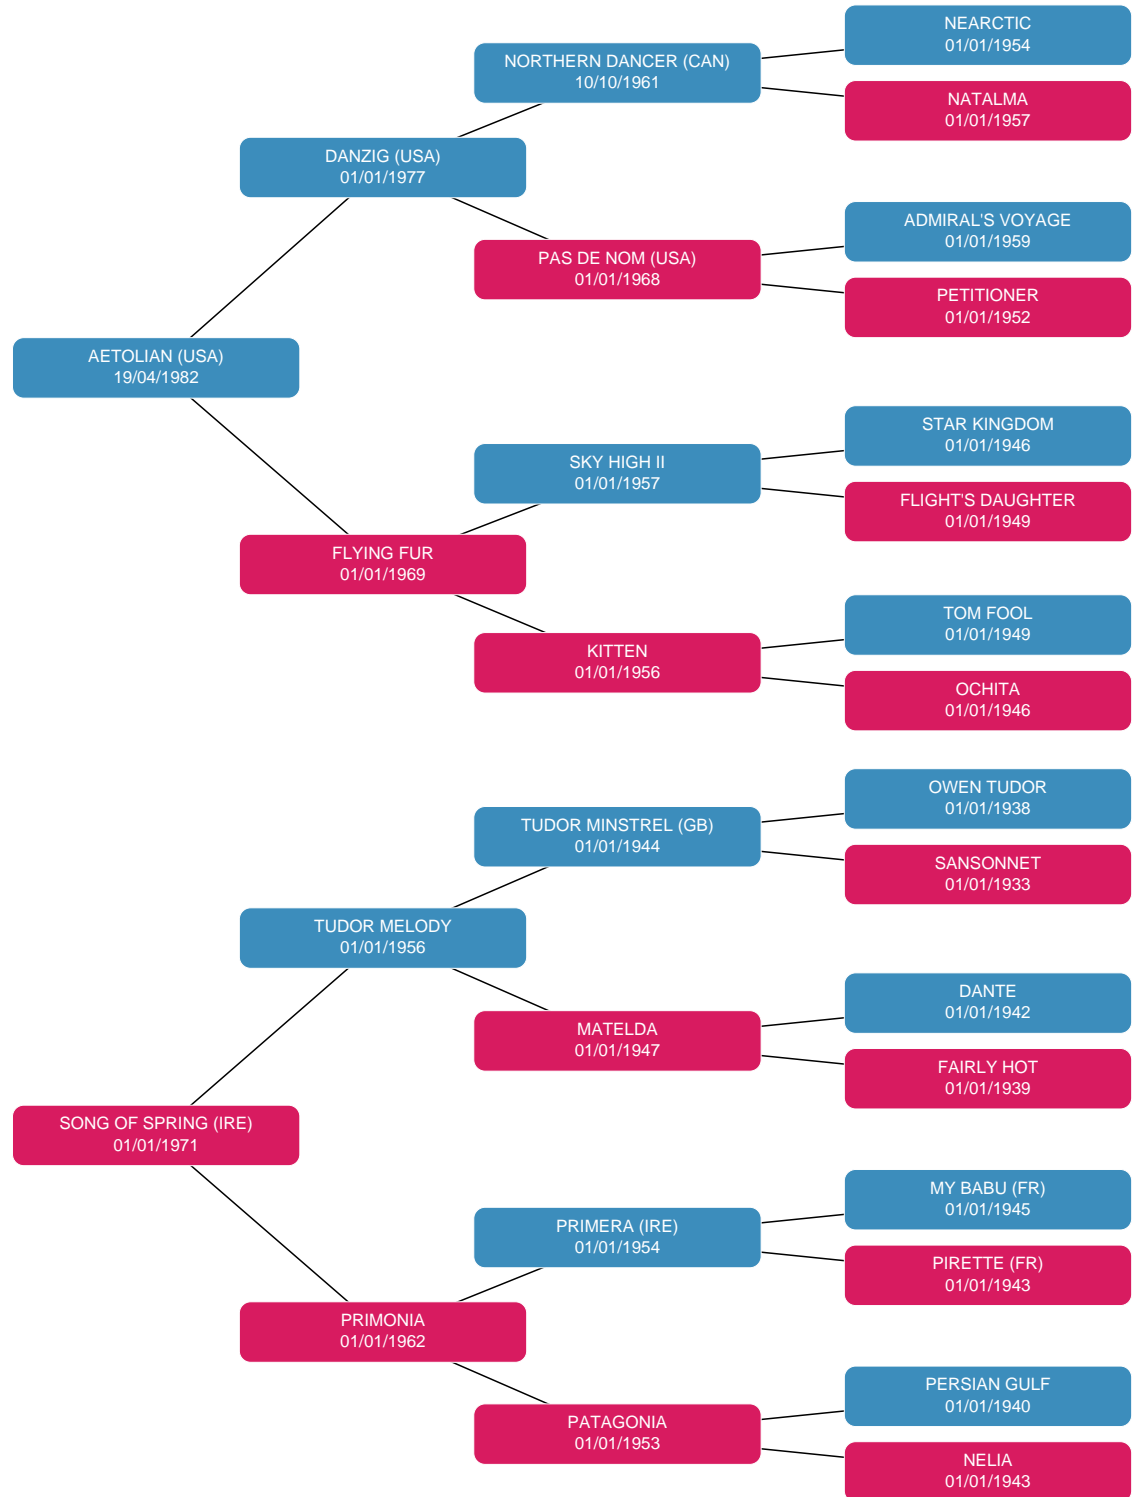 NEARCTIC
01/01/1954
NORTHERN DANCER (CAN)
10/10/1961
NATALMA
01/01/1957
DANZIG (USA)
01/01/1977
ADMIRAL'S VOYAGE
01/01/1959
PAS DE NOM (USA)
01/01/1968
PETITIONER
01/01/1952
AETOLIAN (USA)
19/04/1982
STAR KINGDOM
01/01/1946
SKY HIGH II
01/01/1957
FLIGHT'S DAUGHTER
01/01/1949
FLYING FUR
01/01/1969
TOM FOOL
01/01/1949
KITTEN
01/01/1956
OCHITA
01/01/1946
OWEN TUDOR
01/01/1938
TUDOR MINSTREL (GB)
01/01/1944
SANSONNET
01/01/1933
TUDOR MELODY
01/01/1956
DANTE
01/01/1942
MATELDA
01/01/1947
FAIRLY HOT
01/01/1939
SONG OF SPRING (IRE)
01/01/1971
MY BABU (FR)
01/01/1945
PRIMERA (IRE)
01/01/1954
PIRETTE (FR)
01/01/1943
PRIMONIA
01/01/1962
PERSIAN GULF
01/01/1940
PATAGONIA
01/01/1953
NELIA
01/01/1943